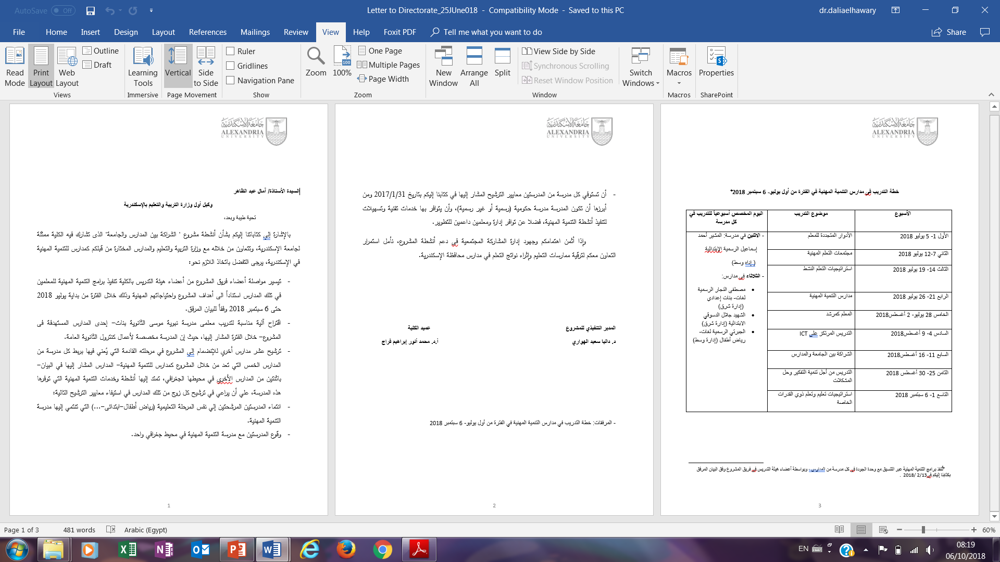 AutoSave Off
Letter to Directorate_25JUne018 - Compatibility Mode - Saved to this PC
dr.daliaelhawary
File Home Insert Design Layout References Mailings Review View Help Foxit PDF Tell me what you want to do Share
Read Mode
Print Layout
Web Layout
Outline
Draft
Views
Learning Tools
Immersive
Vertical
Side to Side
Page Movement
Ruler
Gridlines
Navigation Pane
Show
Zoom
100%
One Page
Multiple Pages
Page Width
Zoom
New Window
Arrange All
Split
View Side by Side
Synchronous Scrolling
Reset Window Position
Window
Switch Windows
Macros
Macros
Properties
SharePoint
جامعة الإسكندرية
ALEXANDRIA
UNIVERSITY
السيدة الأستاذة/ آمال عبد الظاهر
وكيل أول وزارة التربية والتعليم بالإسكندرية
تحية طيبة وبعد،
بالإشارة إلي كتاباتنا إليكم بشأن أنشطة مشروع " الشراكة بين المدارس والجامعة" الذى تشارك فيه الكلية ممثلة
لجامعة الإسكندرية، وتتعاون من خلاله مع وزارة التربية والتعليم والمدارس المختارة من قبلكم كمدارس للتنمية المهنية
في الإسكندرية، يرجى التفضل باتخاذ اللازم نحو:
- تيسير مواصلة أعضاء فريق المشروع من أعضاء هيئة التدريس بالكلية تنفيذ برامج التنمية المهنية للمعلمين
في تلك المدارس استناداً الى أهداف المشروع واحتياجاتهم المهنية وذلك خلال الفترة من بداية يوليو 2018
حتى 6 سبتمبر 2018 وفقاً للبيان المرفق.
- اقتراح آلية مناسبة لتدريب معلمى مدرسة نبوية موسى الثانوية بنات– إحدى المدارس المستهدفة فى
المشروع– خلال الفترة المشار إليها، حيث إن المدرسة مخصصة لأعمال كنترول الثانوية العامة.
- ترشيح عشر مدارس أخري للإنضمام إلي المشروع في مرحلته القادمة التي يُعني فيها بربط كل مدرسة من
المدارس الخمس التي تعد من خلال المشروع كمدارس للتنمية المهنية– المدارس المشار إليها في البيان–
باثنتين من المدارس الأخري في محيطها الجغرافي، تمتد إليها أنشطة وخدمات التنمية المهنية التي توفرها
هذه المدرسة، علي أن يراعي في ترشيح كل زوج من تلك المدارس في استيفاء معايير الترشيح التالية:
- انتماء المدرستين المرشحتين إلي نفس المرحلة التعليمية (رياض أطفال–ابتدائى–...) التي تنتمي إليها مدرسة
التنمية المهنية.
- وقوع المدرستين مع مدرسة التنمية المهنية في محيط جغرافي واحد.
1
جامعة الإسكندرية
ALEXANDRIA
UNIVERSITY
- أن تستوفي كل مدرسة من المدرستين معايير الترشيح المشار إليها في كتابنا إليكم بتاريخ 2017/1/31 ومن
أبرزها أن تكون المدرسة مدرسة حكومية (رسمية أو غير رسمية)، وأن يتوافر بها خدمات تقنية وتسهيلات
لتنفيذ أنشطة التنمية المهنية، فضلا عن توافر إدارة ومعلمين داعمين للتطوير.
وإذا أثمن اهتمامكم وجهود إدارة المشاركة المجتمعية في دعم أنشطة المشروع، نأمل استمرار
التعاون معكم لترقية ممارسات التعليم وإثراء نواتج التعلم في مدارس محافظة الإسكندرية.
المدير التنفيذي للمشروع عميد الكلية
د. داليا سعيد الهواري أ.د. محمد أنور إبراهيم فراج
- المرفقات: خطة التدريب في مدارس التنمية المهنية في الفترة من أول يوليو- 6 سبتمبر 2018
2
جامعة الإسكندرية
ALEXANDRIA
UNIVERSITY
خطة التدريب في مدارس التنمية المهنية في الفترة من أول يوليو- 6 سبتمبر 2018*
الأسبوع موضوع التدريب اليوم المخصص أسبوعياً للتدريب في كل مدرسة
الأول 1- 5 يوليو 2018 الأدوار المتجددة للمعلم
الثاني 7-12 يوليو 2018 مجتمعات التعلم المهنية
الثالث 14- 19 يوليو 2018 استراتيجيات التعلم النشط
الرابع 21- 26 يوليو 2018 مدارس التنمية المهنية
الخامس 28 يوليو- 2 أغسطس2018 المعلم كمرشد
السادس 4- 9 أغسطس2018 التدريس المرتكز علي ICT
السابع 11- 16 أغسطس2018 الشراكة بين الجامعة والمدارس
الثامن 25- 30 أغسطس 2018 التدريس من أجل تنمية التفكير وحل المشكلات
التاسع 1- 6 سبتمبر 2018 استراتيجيات تعليم وتعلم ذوي القدرات الخاصة
- الاثنين في مدرسة: المشير أحمد
إسماعيل الرسمية الإبتدائية
( إداه وسط)
- الثلاثاء في مدارس:
• مصطفى النجار الرسمية
لغات- بنات إعدادي
(إدارة شرق)
• الشهيد جلال الدسوقي
الابتدائية (إدارة شرق)
• الجبرتي الرسمية لغات-
رياض أطفال (إدارة وسط)
*تُنفذ برامج التنمية المهنية عبر التنسيق مع وحدة الجودة في كل مدرسة من المدارس وبواسطة أعضاء هيئة التدريس في فريق المشروع وفق البيان المرفق
بكتابنا إليكم في2/13/ 2018 .
3
Page 1 of 3 481 words Arabic (Egypt) 60%
EN
08:19
06/10/2018